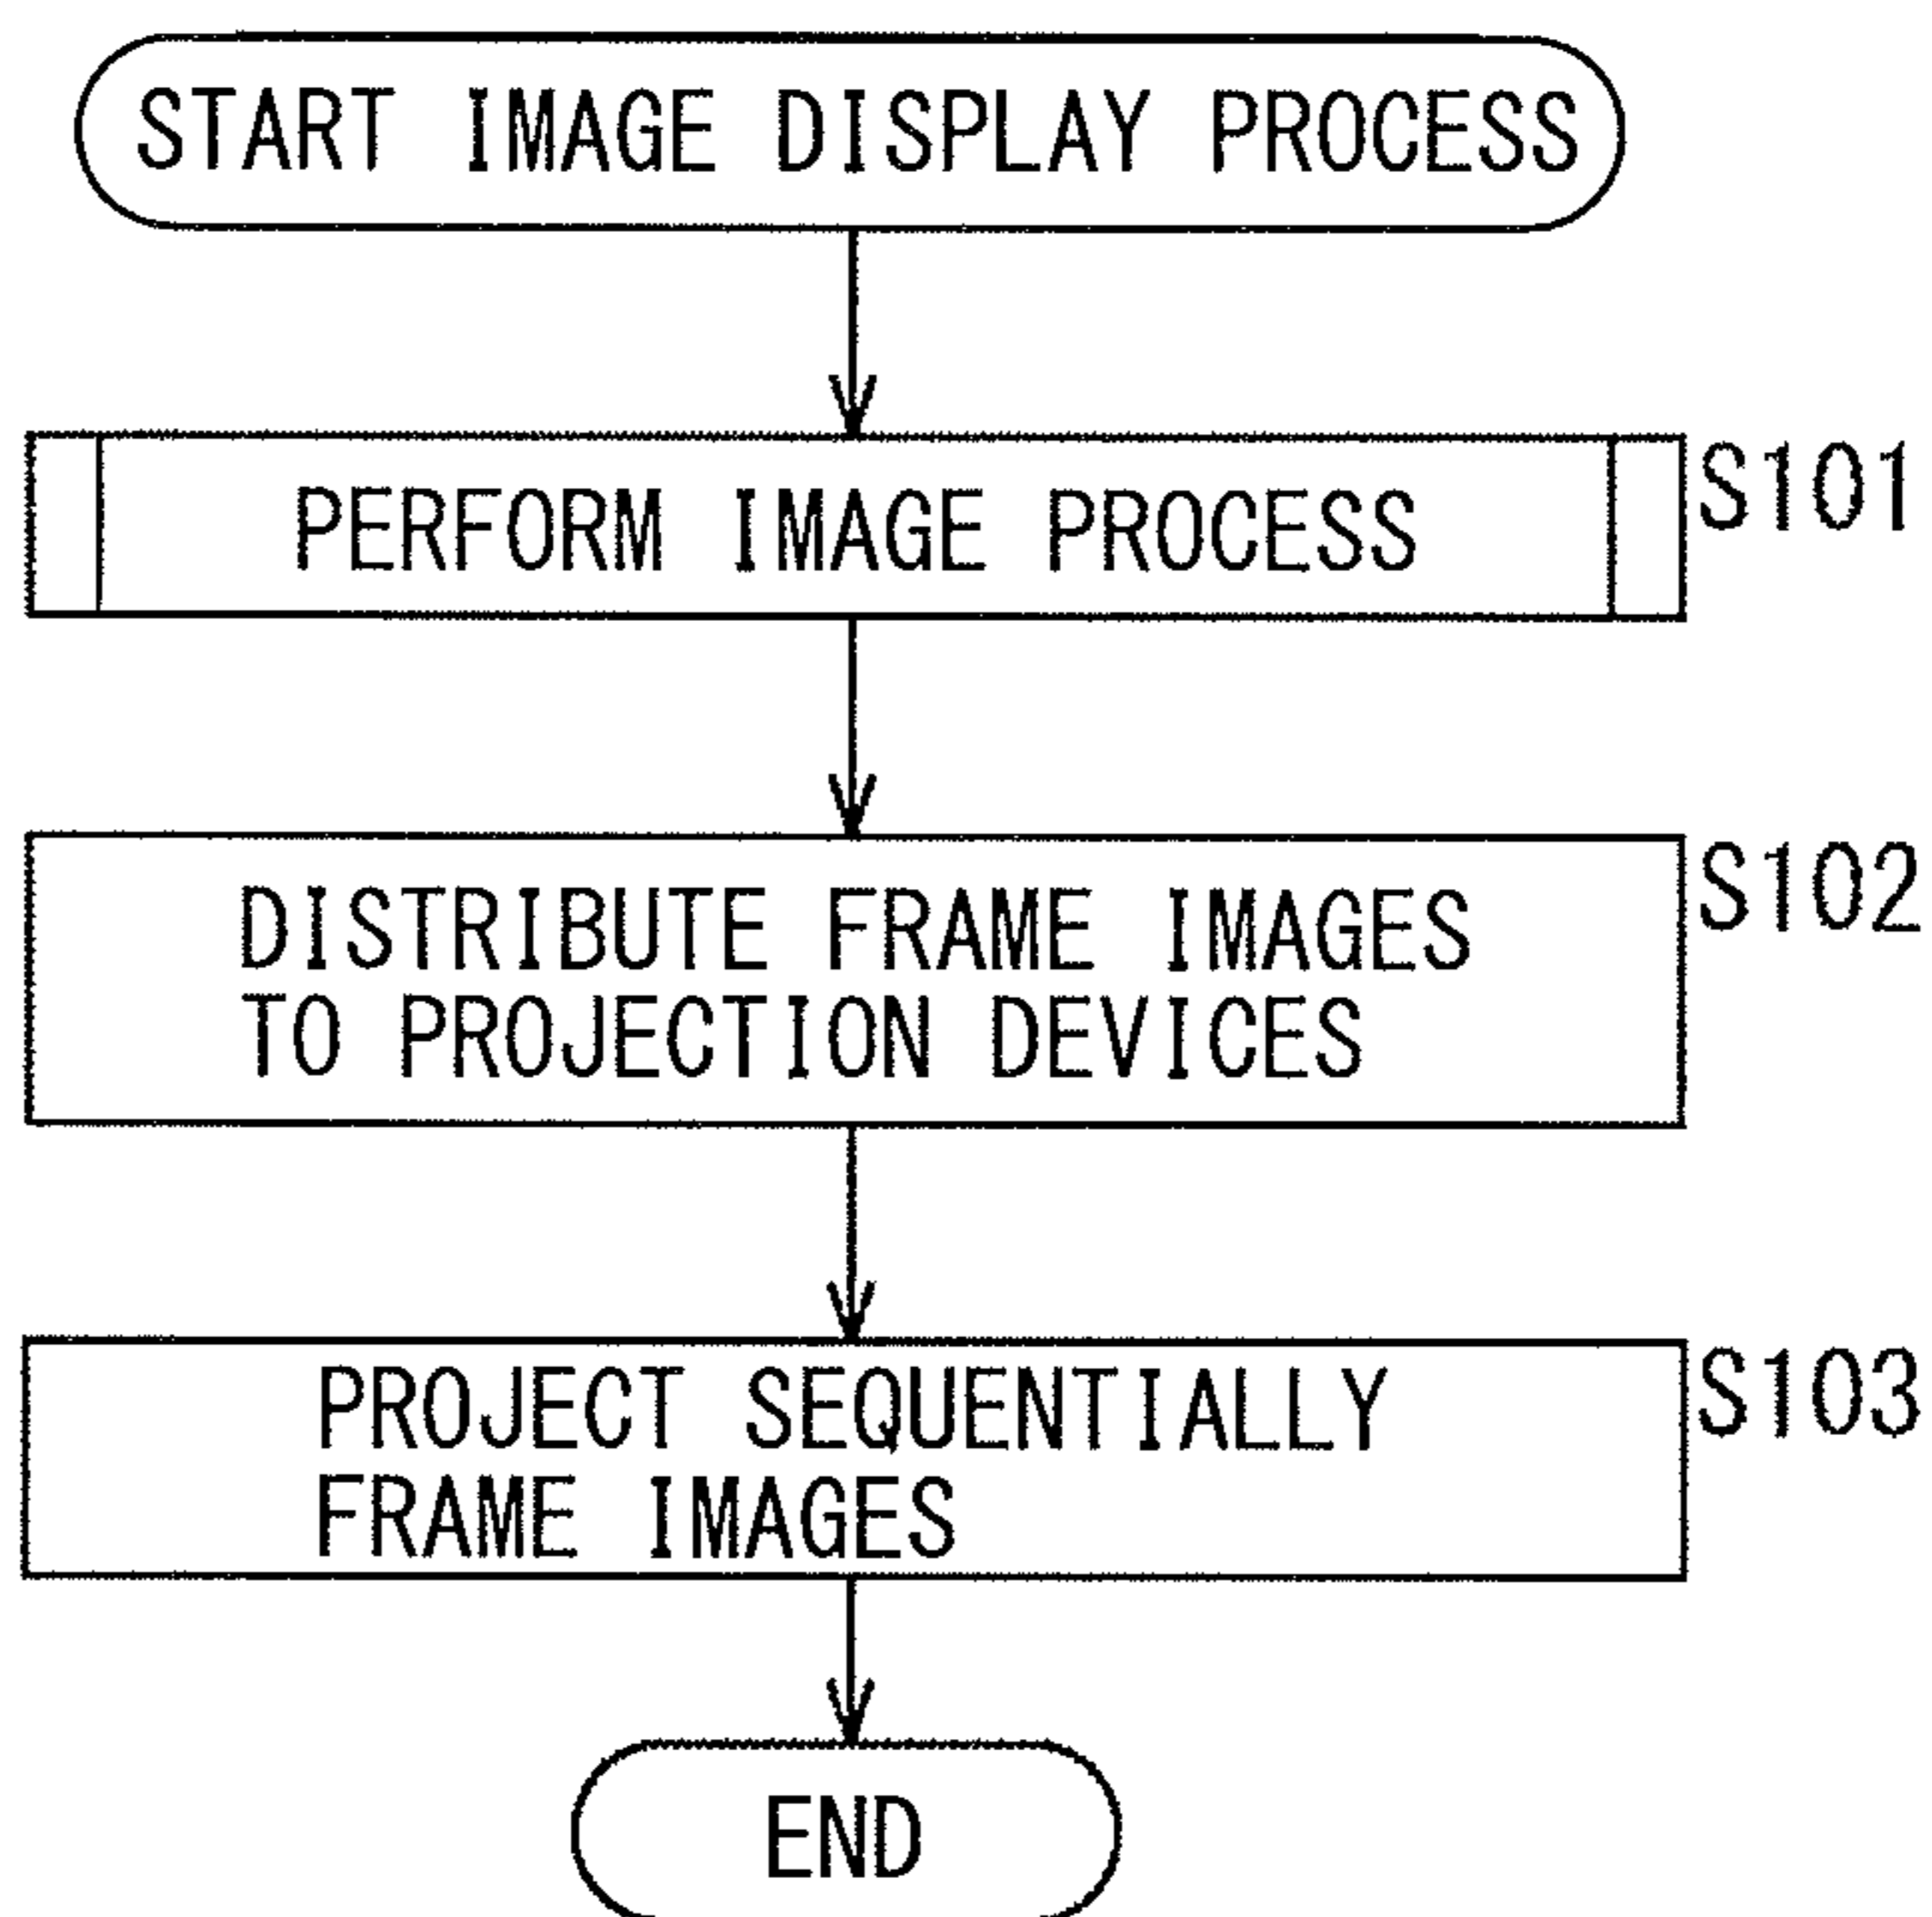 START IMAGE DISPLAY PROCESS
PERFORM IMAGE PROCESS
S101
DISTRIBUTE FRAME IMAGES
TO PROJECTION DEVICES
S102
PROJECT SEQUENTIALLY
FRAME IMAGES
S103
END